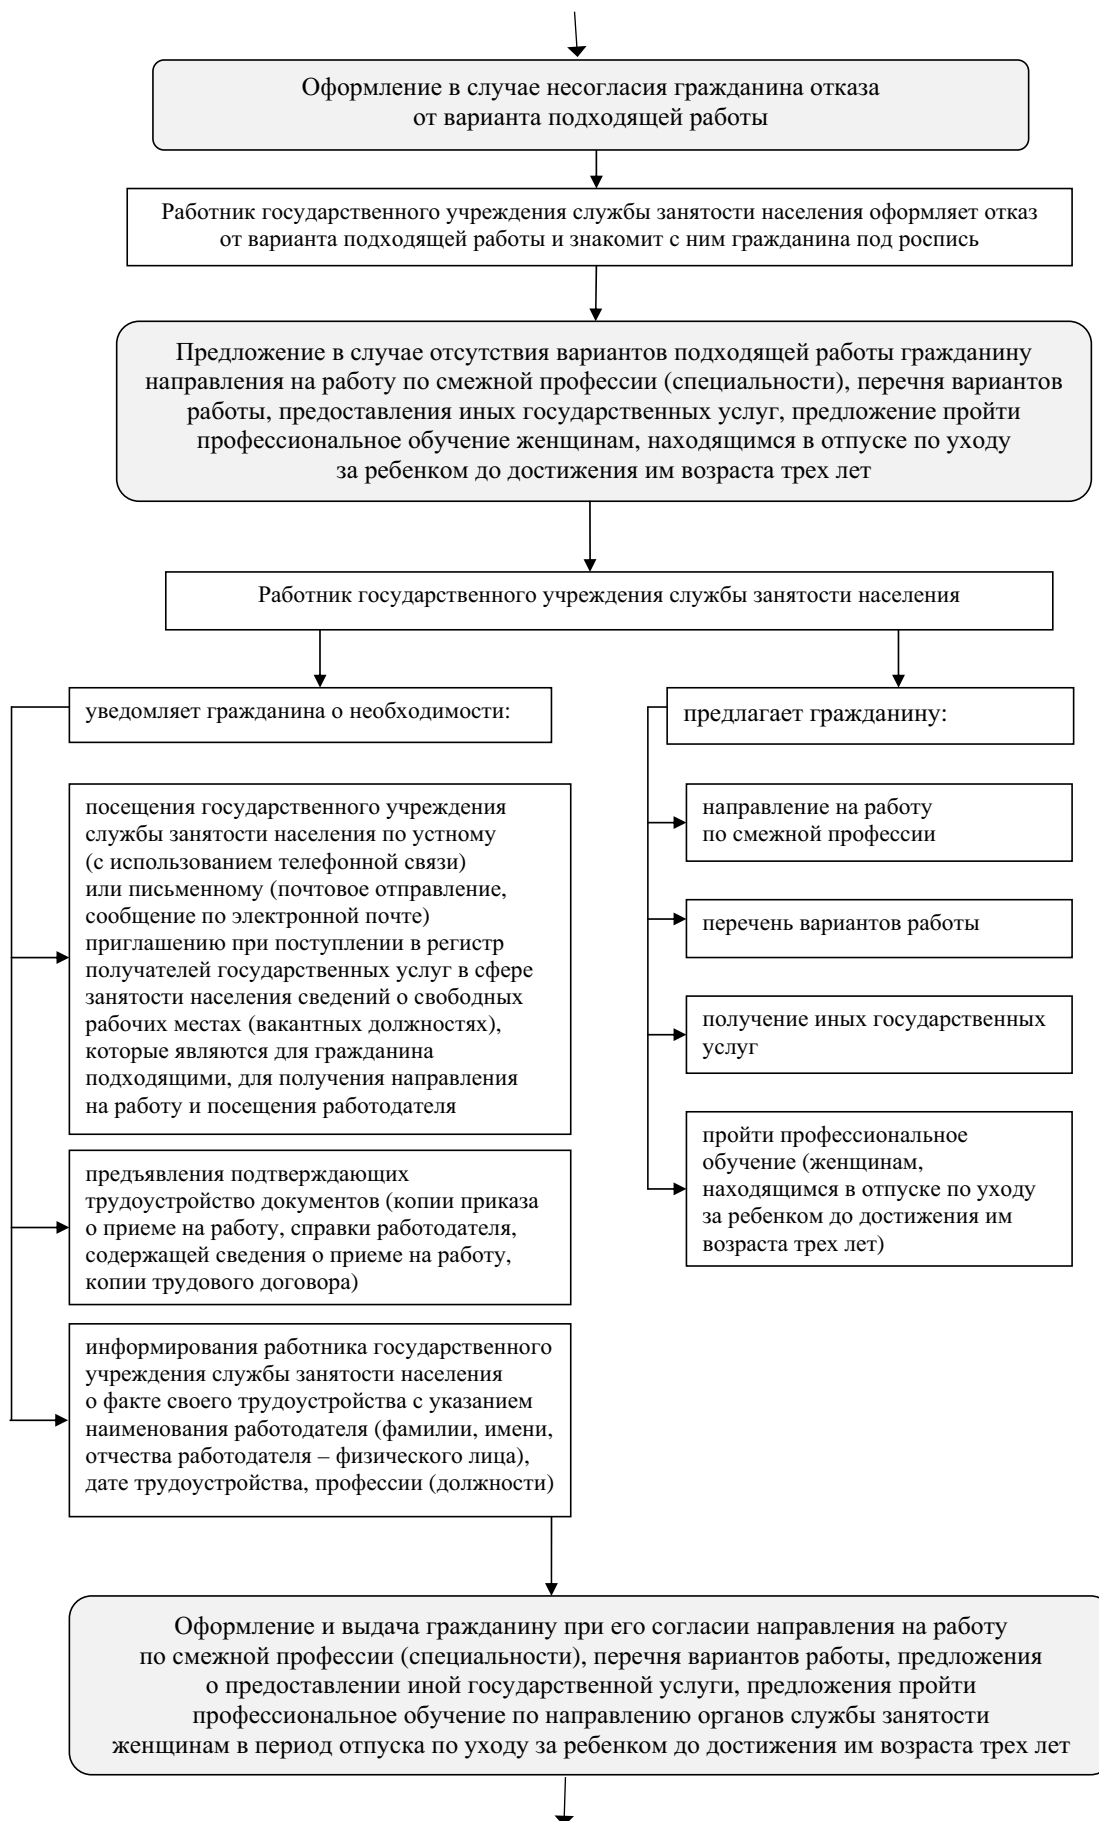 Оформление в случае несогласия гражданина отказа
от варианта подходящей работы
Работник государственного учреждения службы занятости населения оформляет отказ
от варианта подходящей работы и знакомит с ним гражданина под роспись
Предложение в случае отсутствия вариантов подходящей работы гражданину
направления на работу по смежной профессии (специальности), перечня вариантов
работы, предоставления иных государственных услуг, предложение пройти
профессиональное обучение женщинам, находящимся в отпуске по уходу
за ребенком до достижения им возраста трех лет
Работник государственного учреждения службы занятости населения
уведомляет гражданина о необходимости:
посещения государственного учреждения
службы занятости населения по устному
(с использованием телефонной связи)
или письменному (почтовое отправление,
сообщение по электронной почте)
приглашению при поступлении в регистр
получателей государственных услуг в сфере
занятости населения сведений о свободных
рабочих местах (вакантных должностях),
которые являются для гражданина
подходящими, для получения направления
на работу и посещения работодателя
предъявления подтверждающих
трудоустройство документов (копии приказа
о приеме на работу, справки работодателя,
содержащей сведения о приеме на работу,
копии трудового договора)
информирования работника государственного
учреждения службы занятости населения
о факте своего трудоустройства с указанием
наименования работодателя (фамилии, имени,
отчества работодателя – физического лица),
дате трудоустройства, профессии (должности)
предлагает гражданину:
направление на работу
по смежной профессии
перечень вариантов работы
получение иных государственных
услуг
пройти профессиональное
обучение (женщинам,
находящимся в отпуске по уходу
за ребенком до достижения им
возраста трех лет)
Оформление и выдача гражданину при его согласии направления на работу
по смежной профессии (специальности), перечня вариантов работы, предложения
о предоставлении иной государственной услуги, предложения пройти
профессиональное обучение по направлению органов службы занятости
женщинам в период отпуска по уходу за ребенком до достижения им возраста трех лет